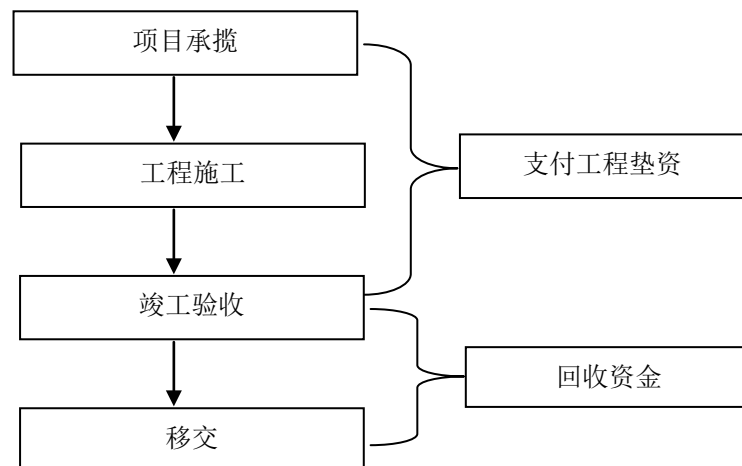 项目承揽
工程施工
支付工程垫资
竣工验收
回收资金
移交